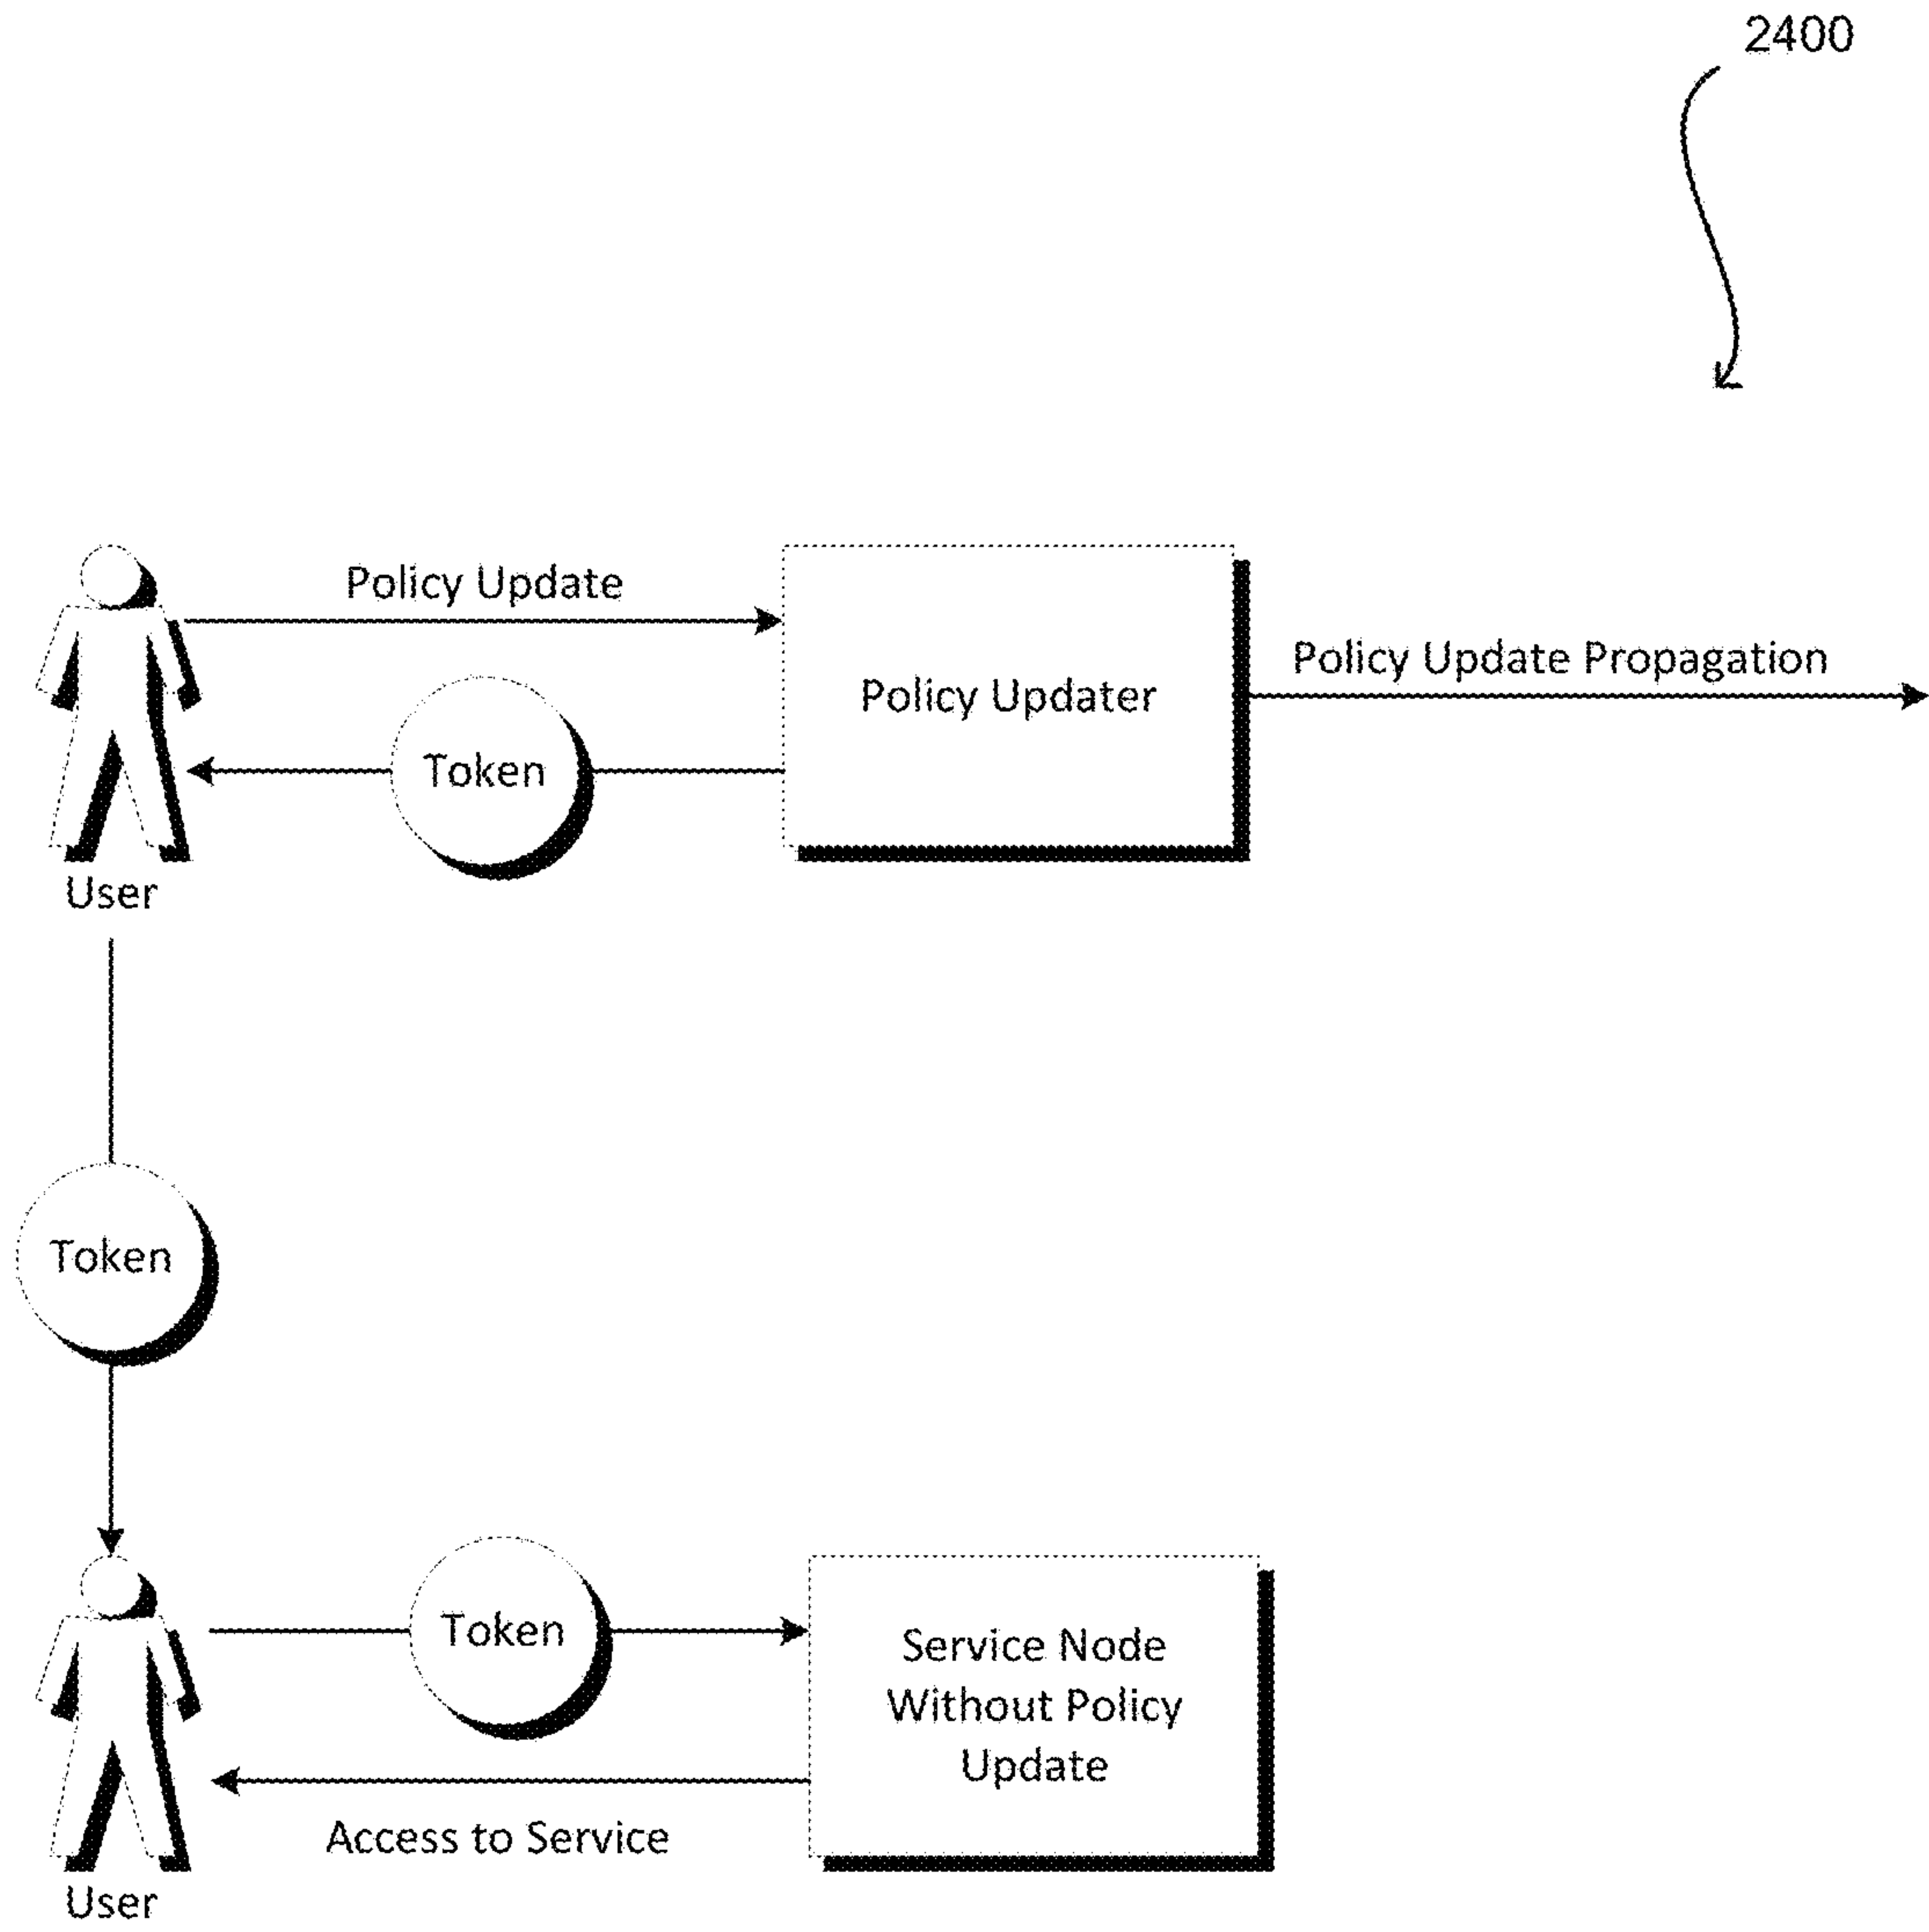 2400
Policy Update
Policy Updater
Policy Update Propagation
Token
User
Token
Token
Service Node
Without Policy
Update
Access to Service
User